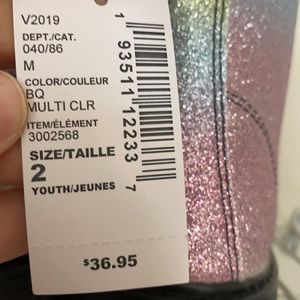 V2019
DEPT./CAT.
040/86
M
COLOR/COULEUR
BQ
MULTI CLR
ITEM/ÉLÉMENT
3002568
SIZE/TAILLE
2
YOUTH/JEUNES
1 93511 12233 7
$36.95